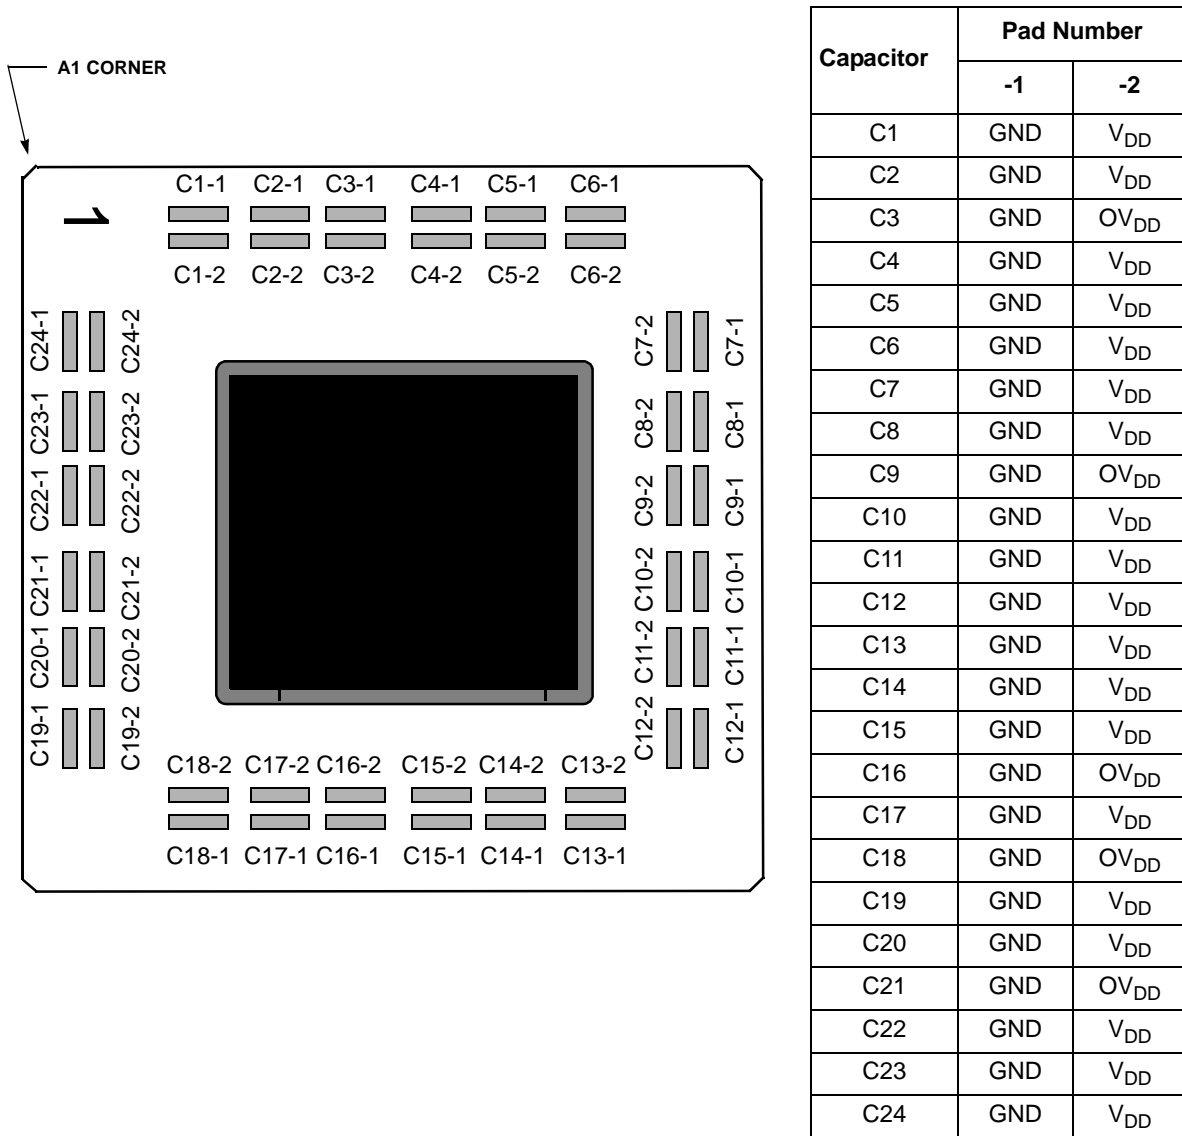 A1 CORNER
1
C1-1 C2-1 C3-1 C4-1 C5-1 C6-1
C1-2 C2-2 C3-2 C4-2 C5-2 C6-2
C24-1 C24-2 C7-2 C7-1
C23-1 C23-2 C8-2 C8-1
C22-1 C22-2 C9-2 C9-1
C21-1 C21-2 C10-2 C10-1
C20-1 C20-2 C11-2 C11-1
C19-1 C19-2 C12-2 C12-1
C18-2 C17-2 C16-2 C15-2 C14-2 C13-2
C18-1 C17-1 C16-1 C15-1 C14-1 C13-1
Capacitor Pad Number
-1 -2
C1 GND VDD
C2 GND VDD
C3 GND OVDD
C4 GND VDD
C5 GND VDD
C6 GND VDD
C7 GND VDD
C8 GND VDD
C9 GND OVDD
C10 GND VDD
C11 GND VDD
C12 GND VDD
C13 GND VDD
C14 GND VDD
C15 GND VDD
C16 GND OVDD
C17 GND VDD
C18 GND OVDD
C19 GND VDD
C20 GND VDD
C21 GND OVDD
C22 GND VDD
C23 GND VDD
C24 GND VDD